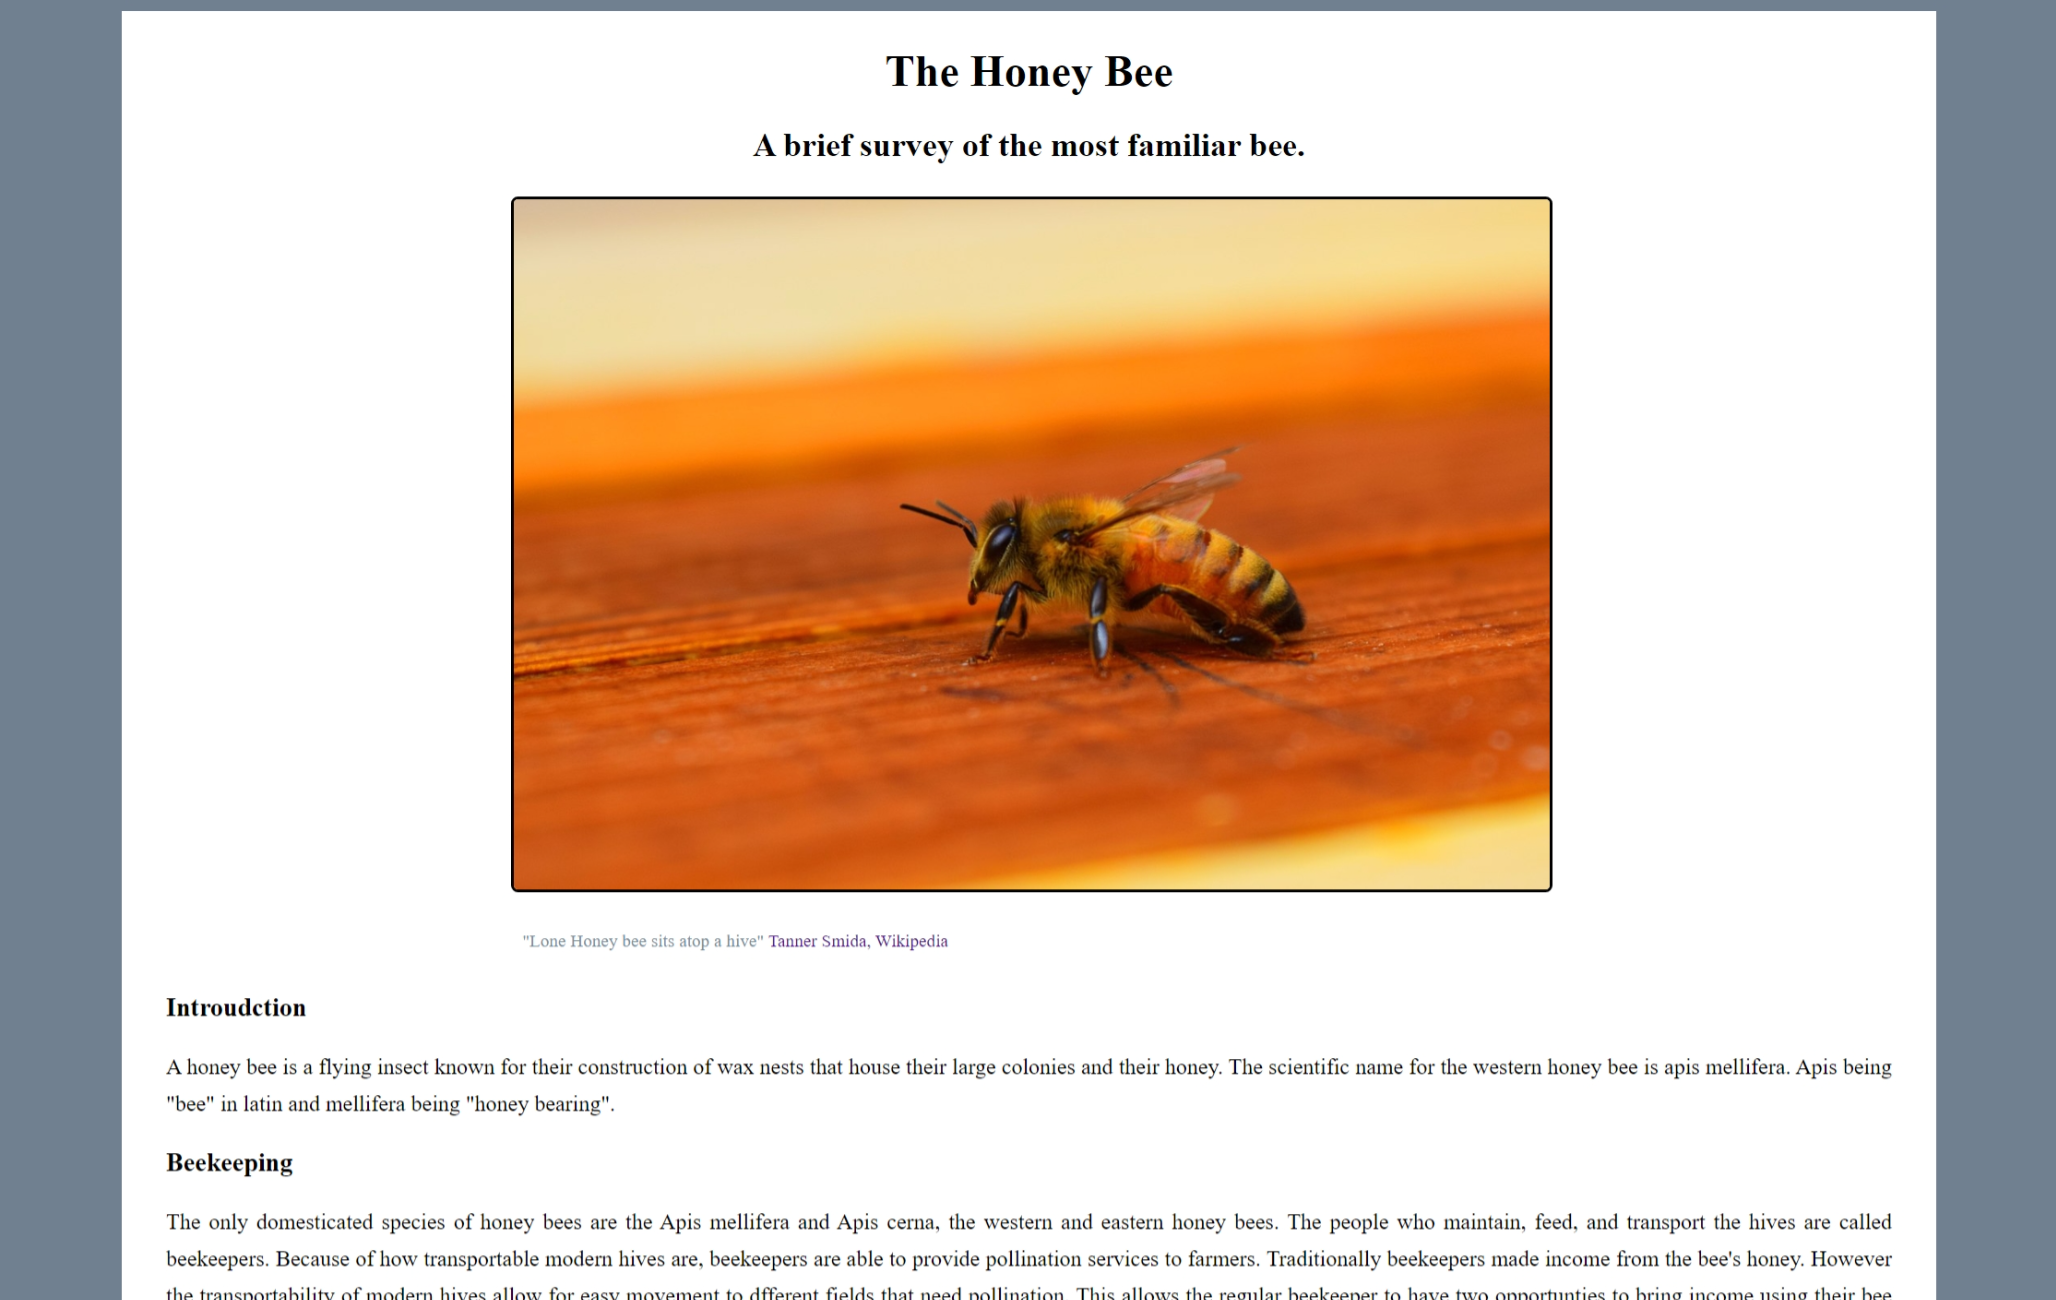 The Honey Bee
A brief survey of the most familiar bee.
"Lone Honey bee sits atop a hive" Tanner Smida, Wikipedia
Introudction
A honey bee is a flying insect known for their construction of wax nests that house their large colonies and their honey. The scientific name for the western honey bee is apis mellifera. Apis being
"bee" in latin and mellifera being "honey bearing".
Beekeeping
The only domesticated species of honey bees are the Apis mellifera and Apis cerna, the western and eastern honey bees. The people who maintain, feed, and transport the hives are called
beekeepers. Because of how transportable modern hives are, beekeepers are able to provide pollination services to farmers. Traditionally beekeepers made income from the bee's honey. However
the transportability of modern hives allow for easy movement to dfferent fields that need pollination. This allows the regular beekeeper to have two opportunties to bring income using their bee